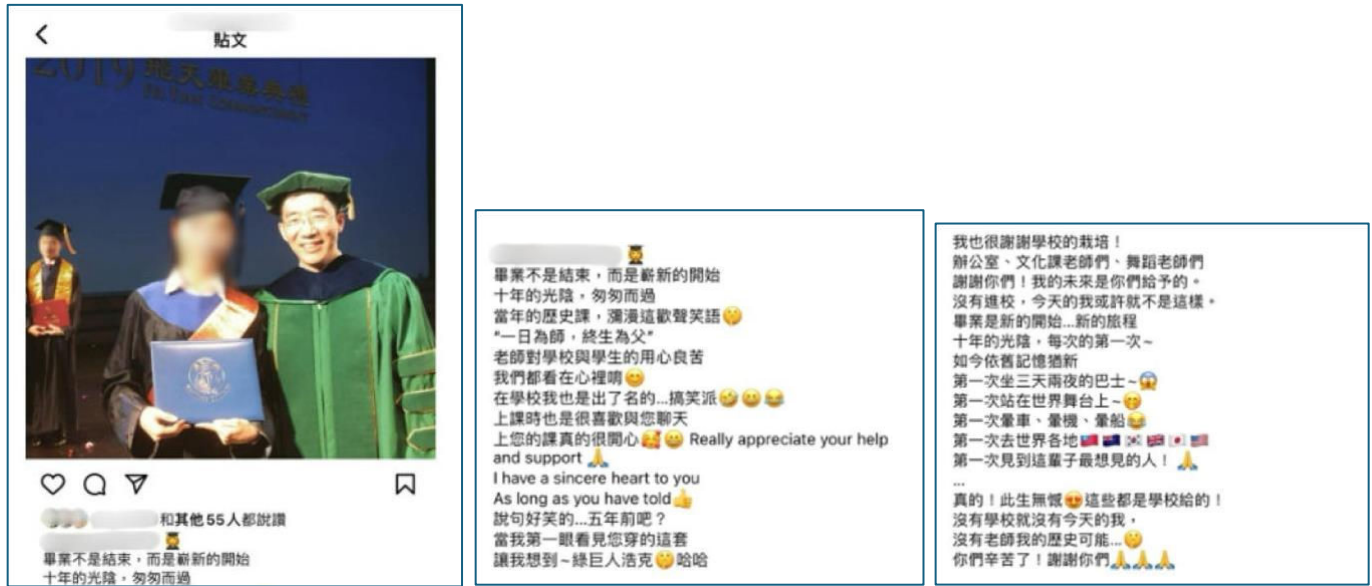 貼文
2019 飛天畢業典禮
Fei Tian Commencement
和其他 55 人都說讚
畢業不是結束，而是嶄新的開始
十年的光陰，匆匆而過
畢業不是結束，而是嶄新的開始
十年的光陰，匆匆而過
當年的歷史課，瀰漫這歡聲笑語🤭
“一日為師，終生為父”
老師對學校與學生的用心良苦
我們都看在心裡唷😊
在學校我也是出了名的...搞笑派🤣😀😂
上課時也是很喜歡與您聊天
上您的課真的很開心🥰😀 Really appreciate your help
and support 🙏
I have a sincere heart to you
As long as you have told👍
說句好笑的...五年前吧？
當我第一眼看見您穿的這套
讓我想到~綠巨人浩克🤭哈哈
我也很謝謝學校的栽培！
辦公室、文化課老師們、舞蹈老師們
謝謝你們！我的未來是你們給予的。
沒有進校，今天的我或許就不是這樣。
畢業是新的開始...新的旅程
十年的光陰，每次的第一次~
如今依舊記憶猶新
第一次坐三天兩夜的巴士~😱
第一次站在世界舞台上~🤭
第一次暈車、暈機、暈船😂
第一次去世界各地🇹🇼🇳🇿🇰🇷🇬🇧🇯🇵🇺🇸
第一次見到這輩子最想見的人！🙏
...
真的！此生無憾😍這些都是學校給的！
沒有學校就沒有今天的我，
沒有老師我的歷史可能...🤭
你們辛苦了！謝謝你們🙏🙏🙏